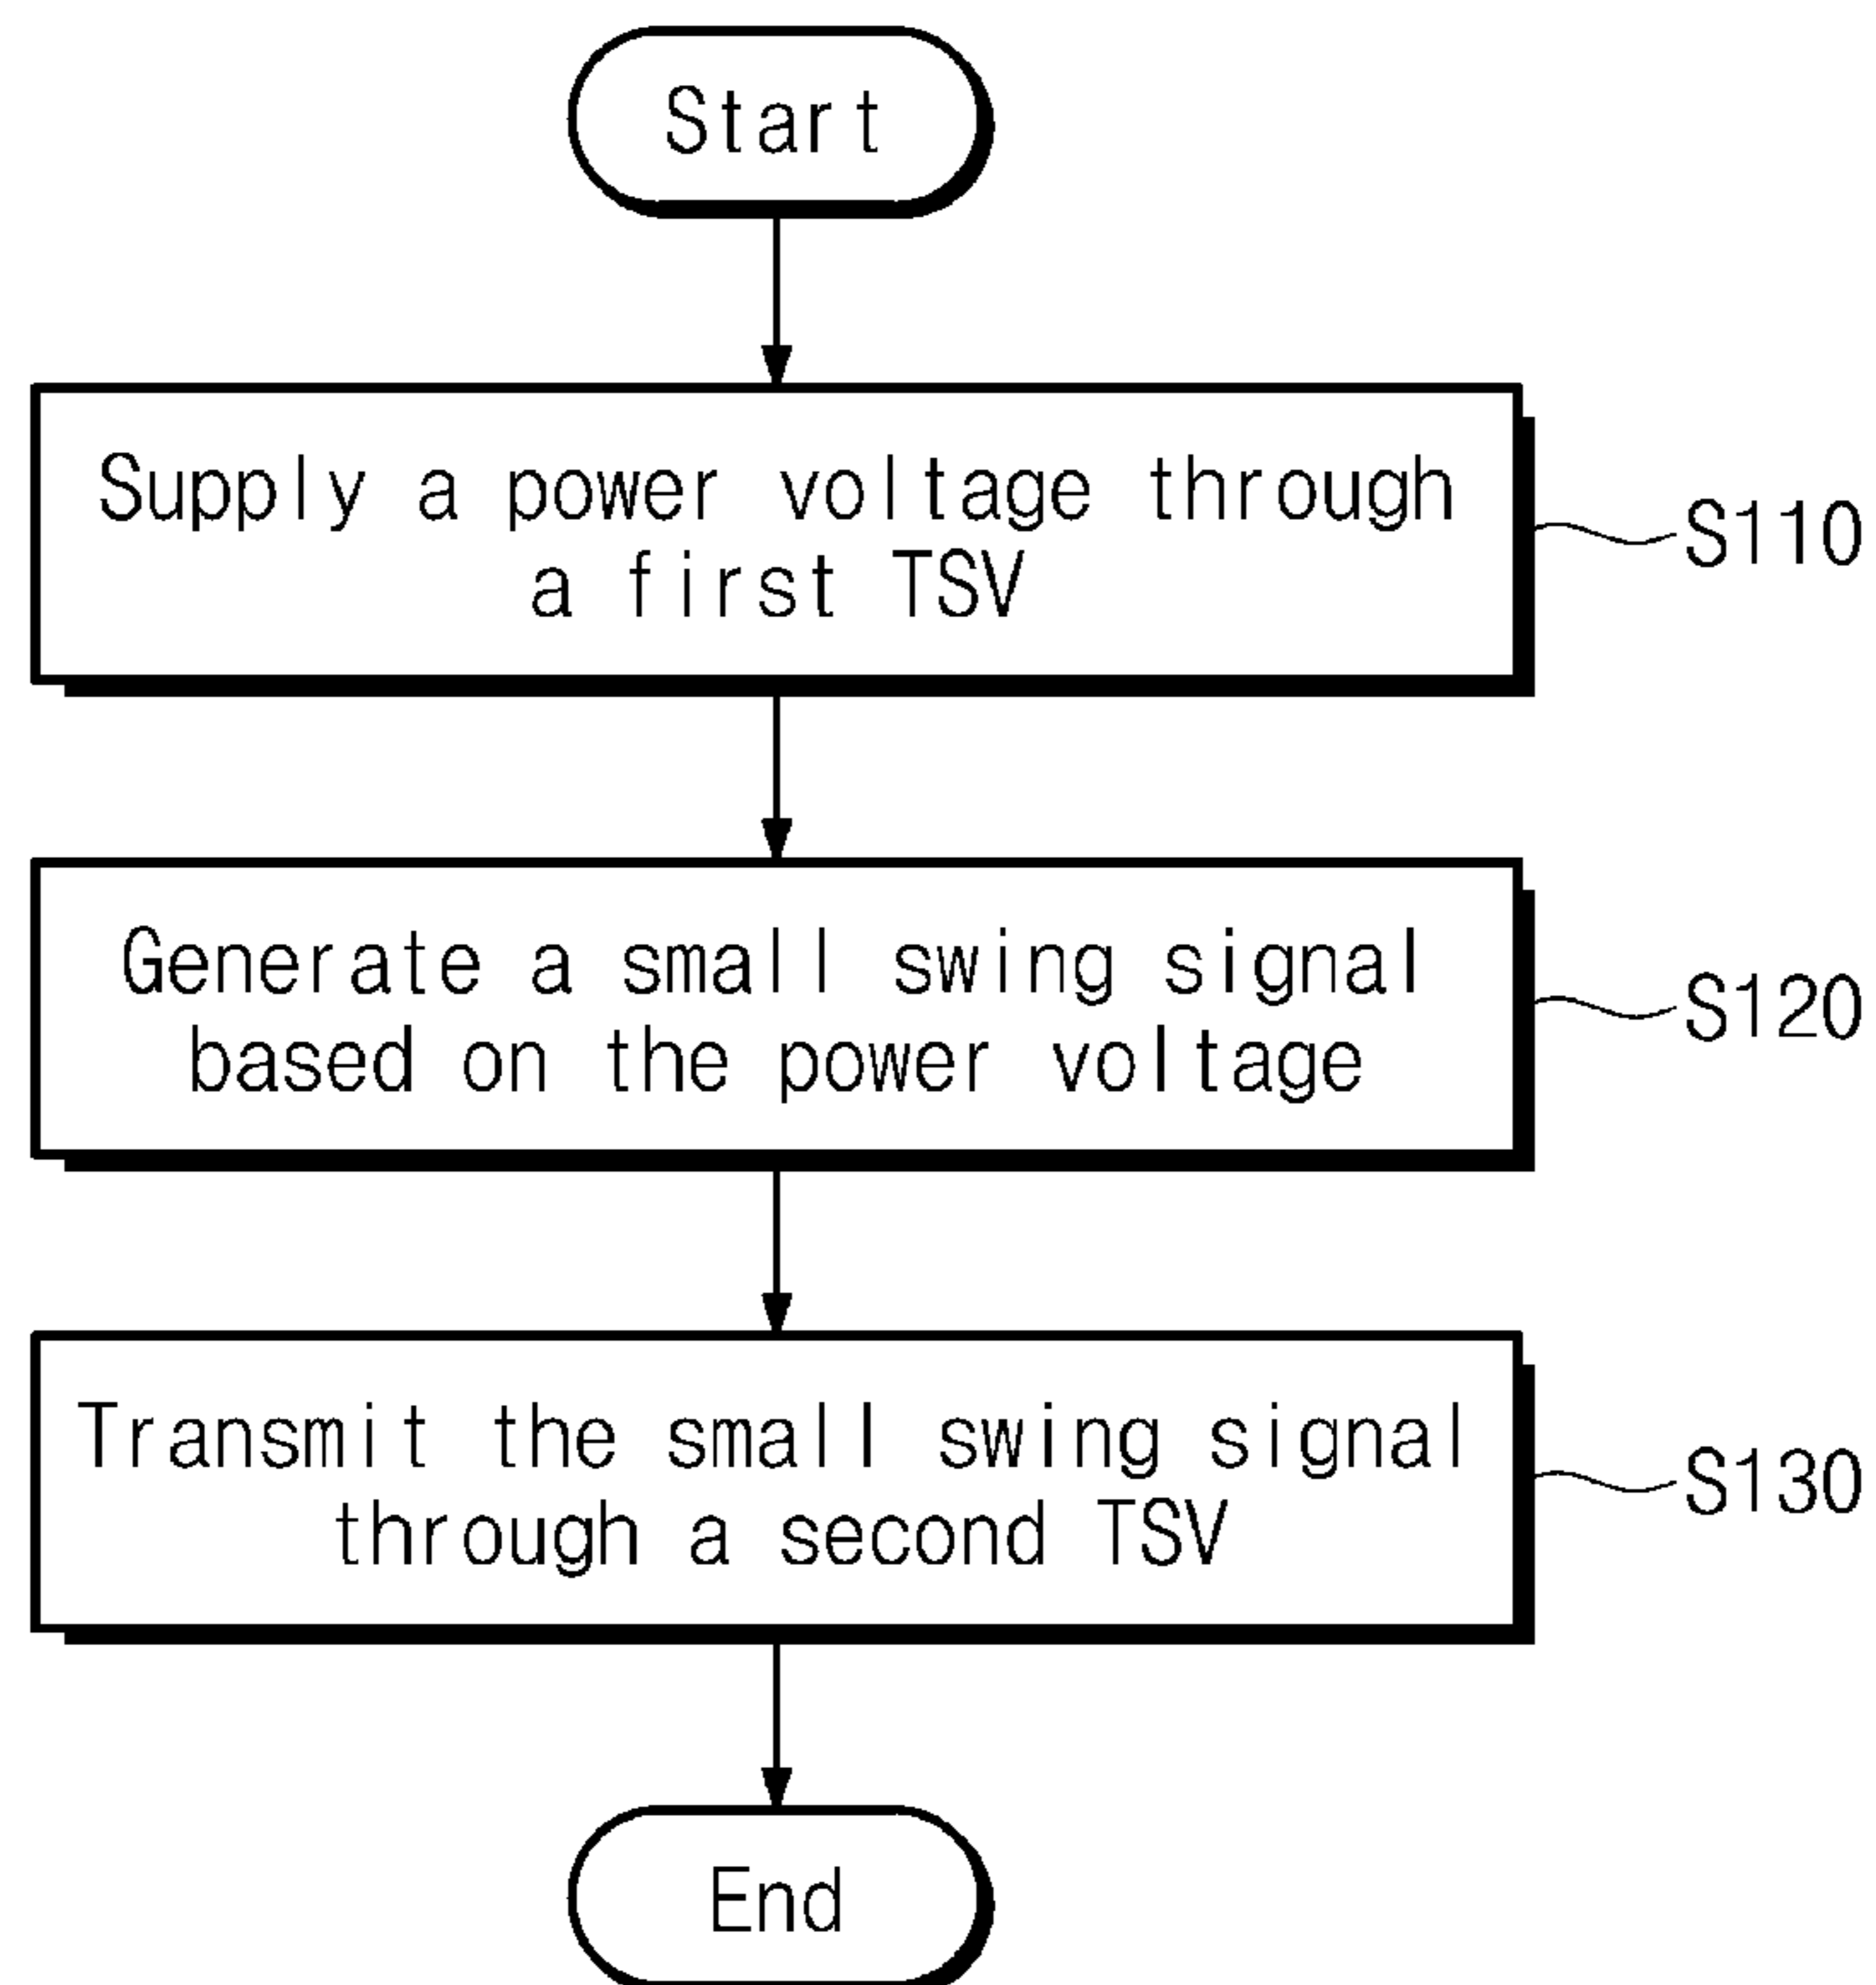 Start
Supply a power voltage through
a first TSV
S110
Generate a small swing signal
based on the power voltage
S120
Transmit the small swing signal
through a second TSV
S130
End